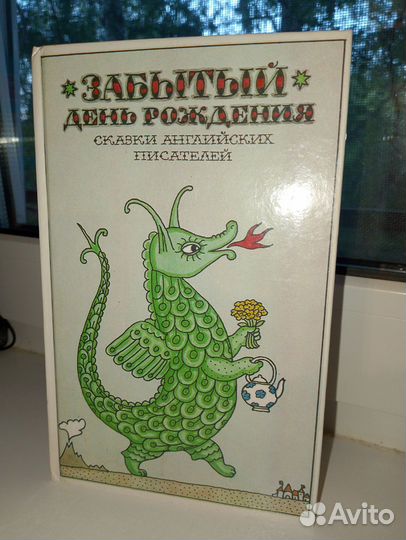 ЗАБЫТЫЙ
ДЕНЬ РОЖДЕНИЯ
СКАЗКИ АНГЛИЙСКИХ
ПИСАТЕЛЕЙ
Avito